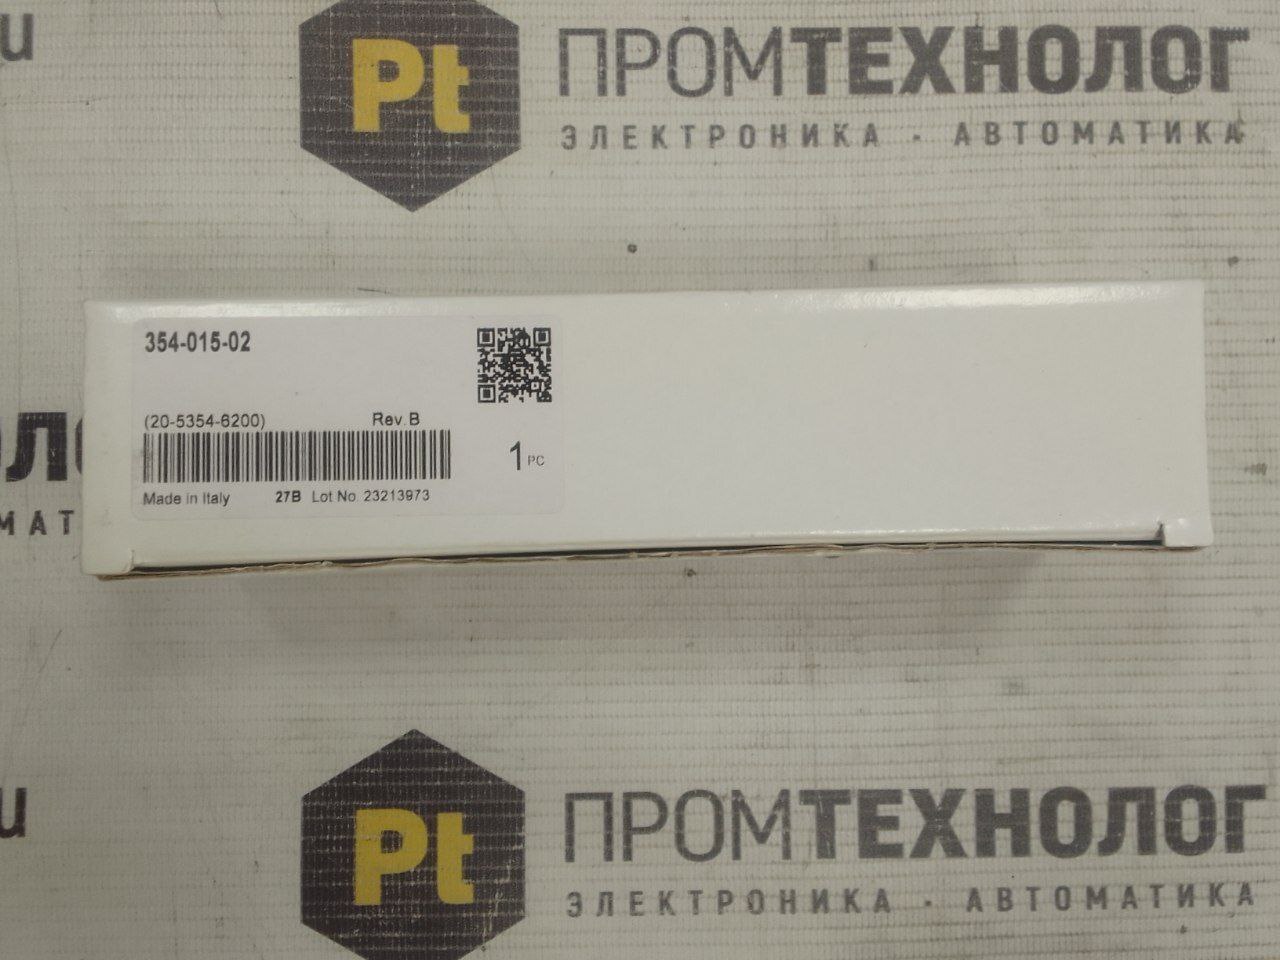 u
Pt
ПРОМТЕХНОЛОГ
ЭЛЕКТРОНИКА · АВТОМАТИКА
354-015-02
(20-5354-6200) Rev.B
1 PC
Made in Italy 27B Lot No. 23213973
МАТ
u
Pt
ПРОМТЕХНОЛОГ
ЭЛЕКТРОНИКА · АВТОМАТИКА